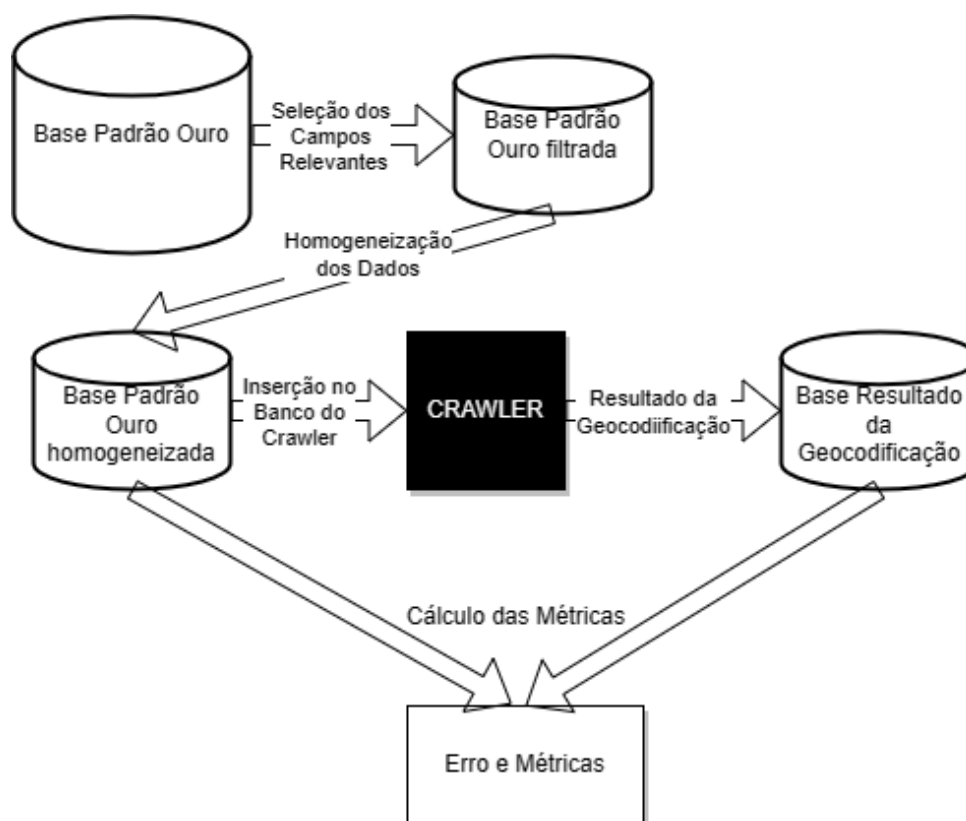 Base Padrão Ouro
Seleção dos
Campos
Relevantes
Base Padrão
Ouro filtrada
Homogeneização
dos Dados
Base Padrão
Ouro
homogeneizada
Inserção no
Banco do
Crawler
CRAWLER
Resultado da
Geocodiificação
Base Resultado
da
Geocodificação
Cálculo das Métricas
Erro e Métricas